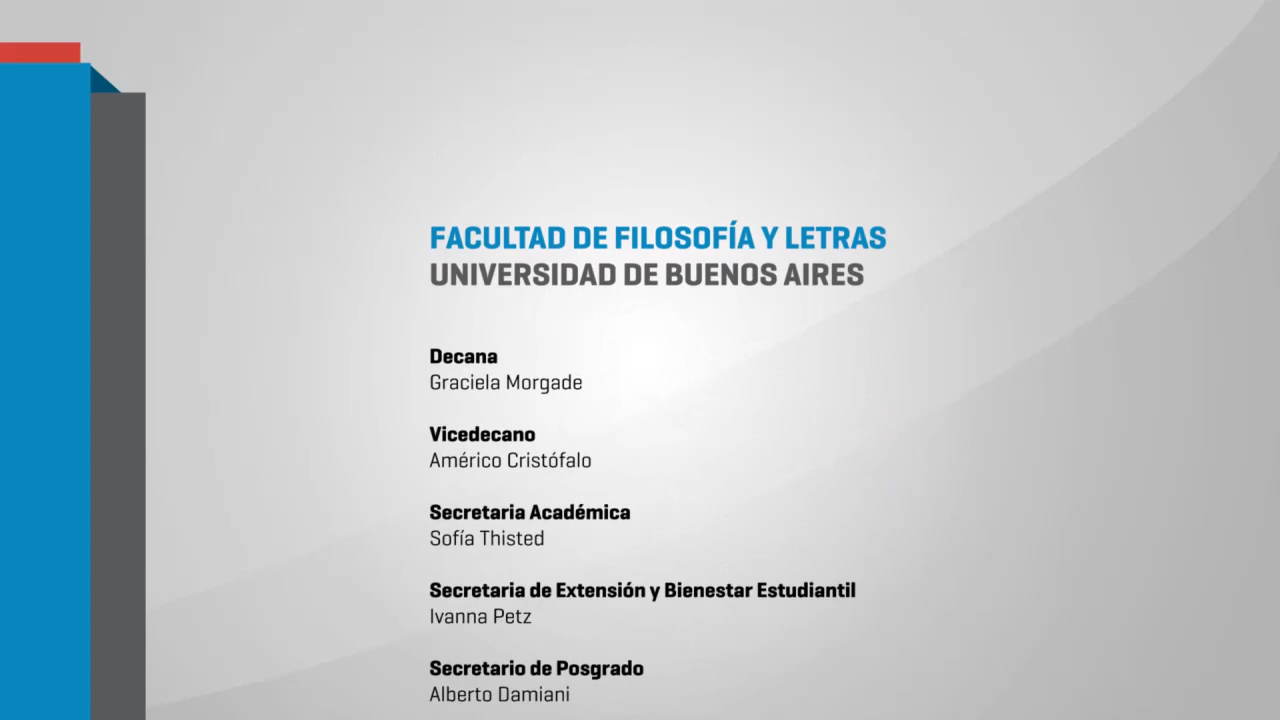 FACULTAD DE FILOSOFÍA Y LETRAS
UNIVERSIDAD DE BUENOS AIRES
Decana
Graciela Morgade
Vicedecano
Américo Cristófalo
Secretaria Académica
Sofía Thisted
Secretaria de Extensión y Bienestar Estudiantil
Ivanna Petz
Secretario de Posgrado
Alberto Damiani